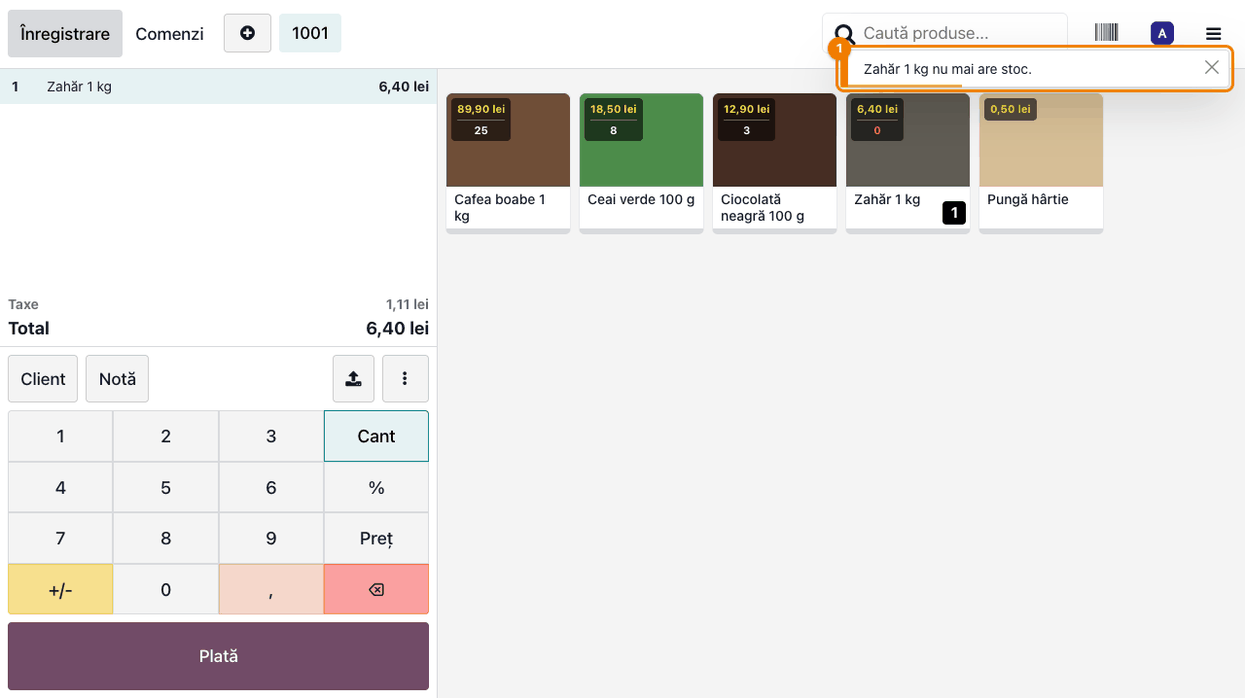 Înregistrare
Comenzi
1001
Caută produse...
A
1
Zahăr 1 kg nu mai are stoc.
1 Zahăr 1 kg 6,40 lei
89,90 lei
25
Cafea boabe 1 kg
18,50 lei
8
Ceai verde 100 g
12,90 lei
3
Ciocolată neagră 100 g
6,40 lei
0
Zahăr 1 kg
1
0,50 lei
Pungă hârtie
Taxe 1,11 lei
Total 6,40 lei
Client
Notă
1 2 3 Cant
4 5 6 %
7 8 9 Preț
+/- 0 ,
Plată